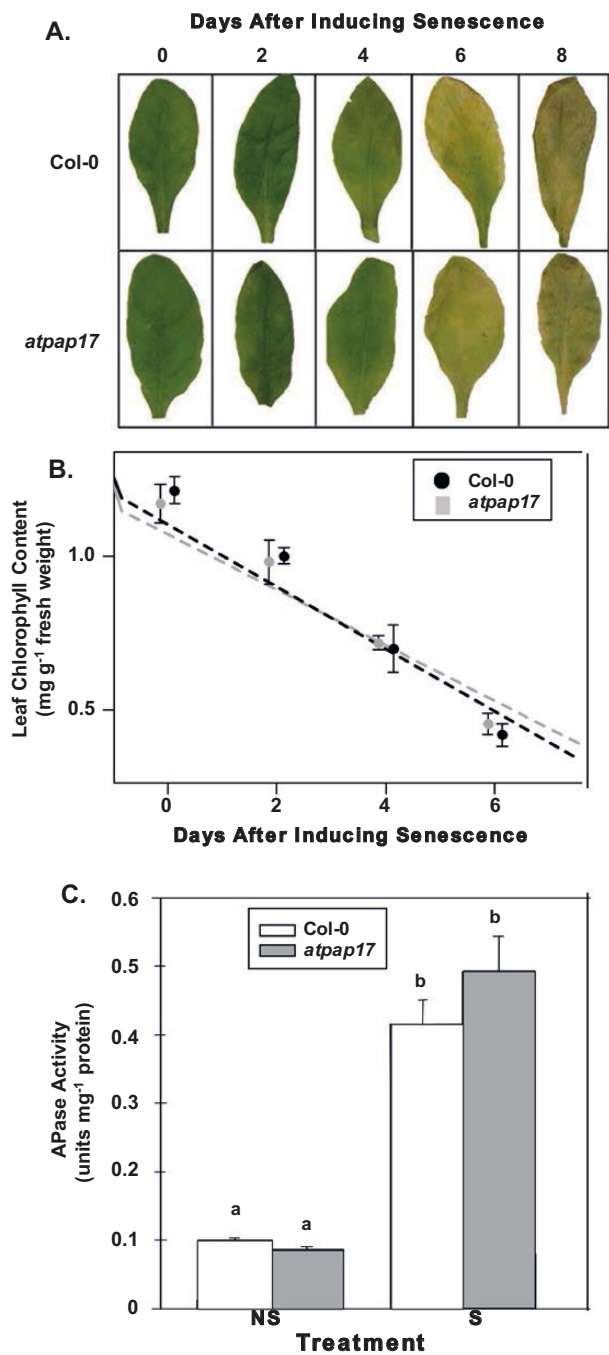 A.
Days After Inducing Senescence
0 2 4 6 8
Col-0
atpap17
B.
Col-0
atpap17
1.0
0.5
Leaf Chlorophyll Content
(mg g⁻¹ fresh weight)
0 2 4 6
Days After Inducing Senescence
C.
0.6
Col-0
atpap17
b
b
0.5
0.4
0.3
0.2
a
a
0.1
0
APase Activity
(units mg⁻¹ protein)
NS S
Treatment